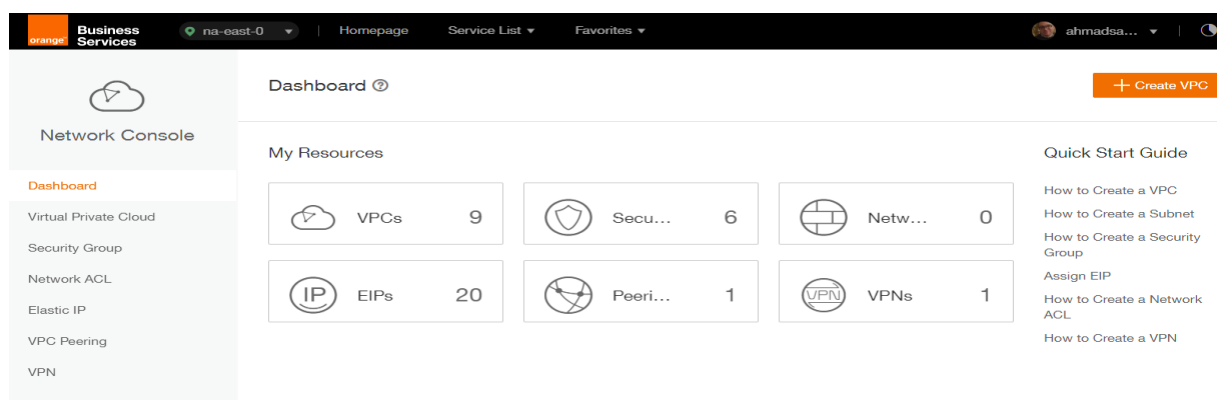 orange™ Business Services na-east-0 Homepage Service List Favorites ahmadsa...
Network Console
Dashboard
Virtual Private Cloud
Security Group
Network ACL
Elastic IP
VPC Peering
VPN
Dashboard ?
+ Create VPC
My Resources
VPCs 9
Secu... 6
Netw... 0
IP EIPs 20
Peeri... 1
VPN VPNs 1
Quick Start Guide
How to Create a VPC
How to Create a Subnet
How to Create a Security
Group
Assign EIP
How to Create a Network
ACL
How to Create a VPN